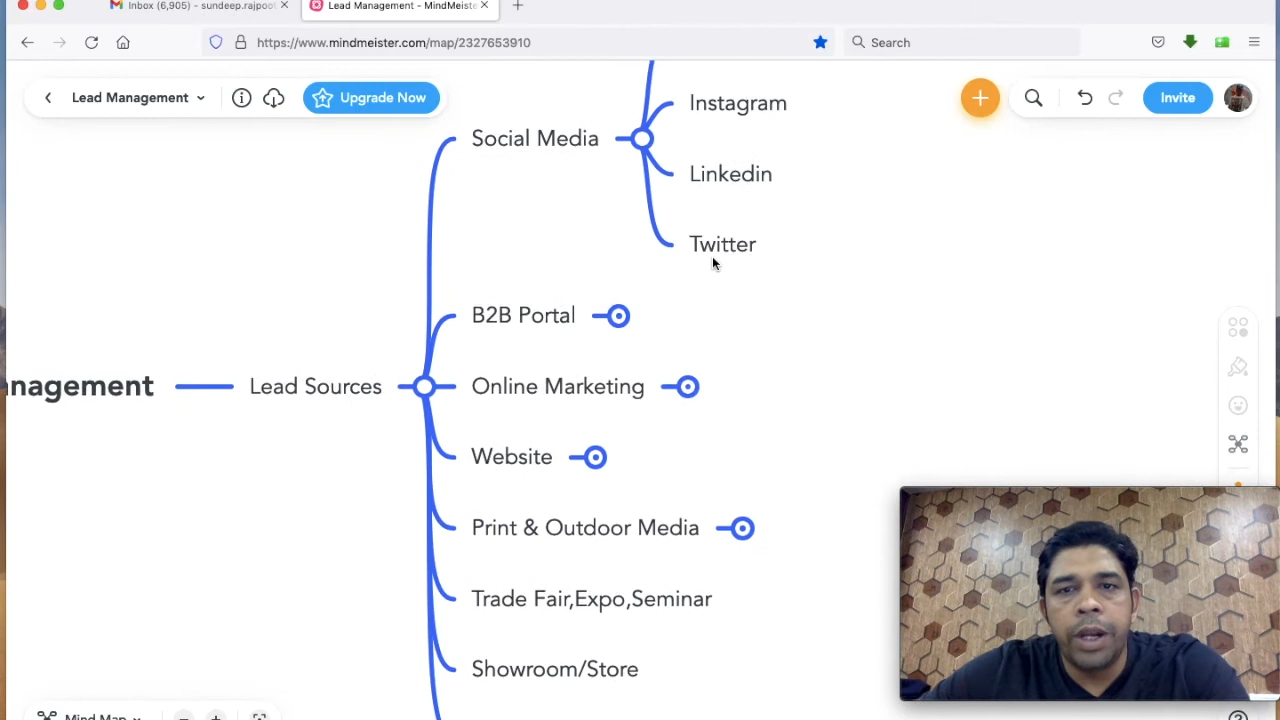 Inbox (6,905) - sundeep.rajpoot
Lead Management - MindMeiste
https://www.mindmeister.com/map/2327653910
Search
Lead Management
Upgrade Now
Invite
Instagram
Social Media
Linkedin
Twitter
B2B Portal
nagement
Lead Sources
Online Marketing
Website
Print & Outdoor Media
Trade Fair,Expo,Seminar
Showroom/Store
Mind Map